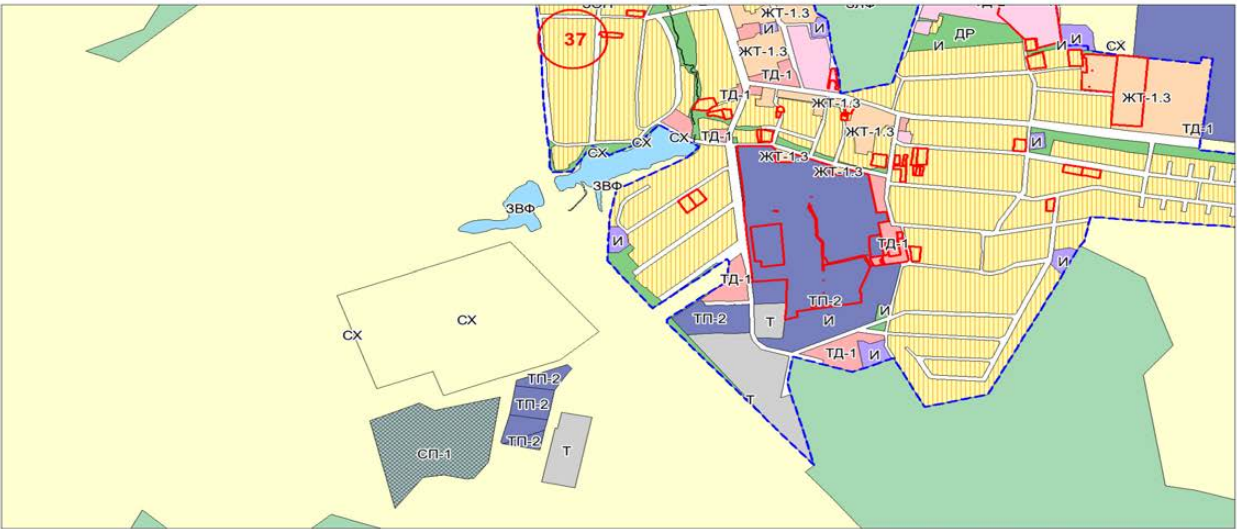 ЖТ-1.3
И
И
И
ДР
И
И
СХ
37
ЖТ-1.3
ТД-1
ТД-1
ЖТ-1.3
ЖТ-1.3
ЖТ-1.3
ТД-1
СХ
СХ
СХ
ТД-1
И
ЖТ-1.3
ЖТ-1.3
ЗВФ
ЗВФ
И
ТД-1
И
ТД-1
ТП-2
ТП-2
Т
И
И
СХ
СХ
ТД-1
И
ТП-2
ТП-2
Т
ТП-2
Т
СП-1